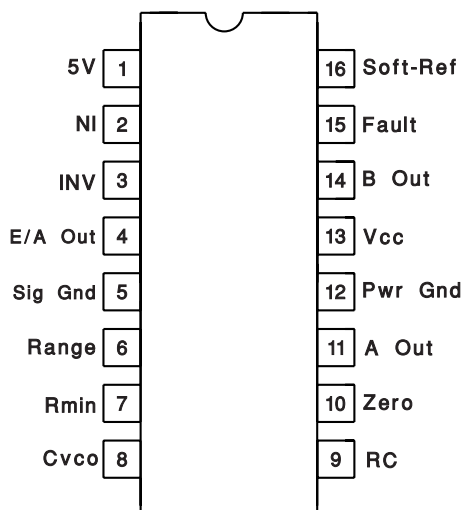 5V 1 16 Soft-Ref
NI 2 15 Fault
INV 3 14 B Out
E/A Out 4 13 Vcc
Sig Gnd 5 12 Pwr Gnd
Range 6 11 A Out
Rmin 7 10 Zero
Cvco 8 9 RC